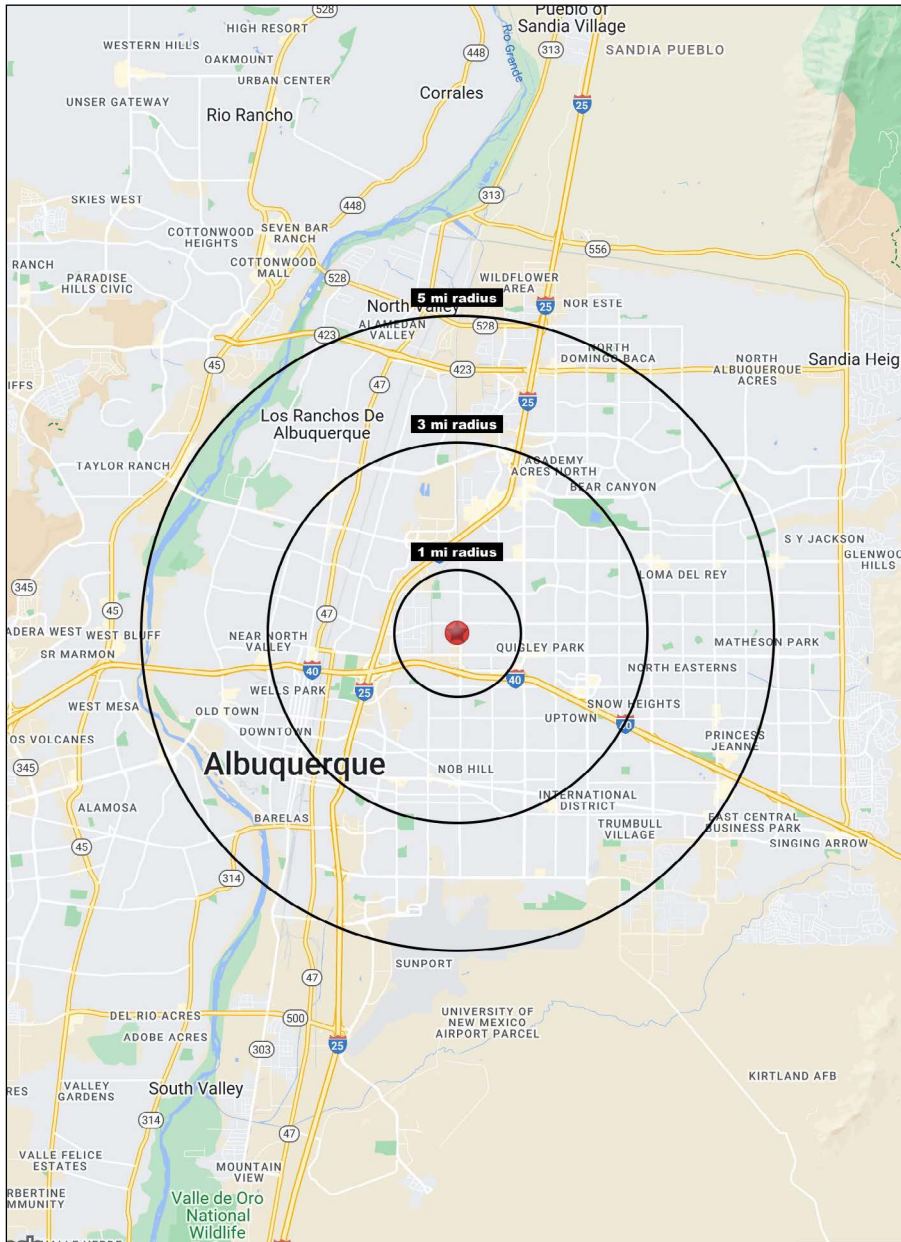 528
HIGH RESORT
Pueblo of
Sandia Village
WESTERN HILLS
OAKMOUNT
448
313
SANDIA PUEBLO
URBAN CENTER
Rio Grande
UNSER GATEWAY
Corrales
25
Rio Rancho
SKIES WEST
448
313
COTTONWOOD
HEIGHTS
SEVEN BAR
RANCH
556
RANCH
COTTONWOOD
MALL
PARADISE
HILLS CIVIC
528
WILDFLOWER
AREA
5 mi radius
North Valley
25
NOR ESTE
ALAMEDAN
VALLEY
528
423
45
NORTH
DOMINGO BACA
NORTH
ALBUQUERQUE
ACRES
Sandia Heig
423
IFFS
47
25
Los Ranchos De
Albuquerque
3 mi radius
TAYLOR RANCH
ACADEMY
ACRES NORTH
BEAR CANYON
S Y JACKSON
1 mi radius
GLENWOO
HILLS
LOMA DEL REY
345
45
47
ADERA WEST
WEST BLUFF
NEAR NORTH
VALLEY
QUIGLEY PARK
MATHESON PARK
SR MARMON
40
NORTH EASTERNS
40
25
WELLS PARK
WEST MESA
OLD TOWN
SNOW HEIGHTS
UPTOWN
OS VOLCANES
DOWNTOWN
PRINCESS
JEANNE
345
Albuquerque
NOB HILL
ALAMOSA
INTERNATIONAL
DISTRICT
BARELAS
TRUMBULL
VILLAGE
EAST CENTRAL
BUSINESS PARK
45
SINGING ARROW
314
SUNPORT
47
DEL RIO ACRES
500
UNIVERSITY OF
NEW MEXICO
AIRPORT PARCEL
ADOBE ACRES
303
25
RES
VALLEY
GARDENS
South Valley
KIRTLAND AFB
314
47
VALLE FELICE
ESTATES
MOUNTAIN
VIEW
RBERTINE
MMUNITY
Valle de Oro
National
Wildlife